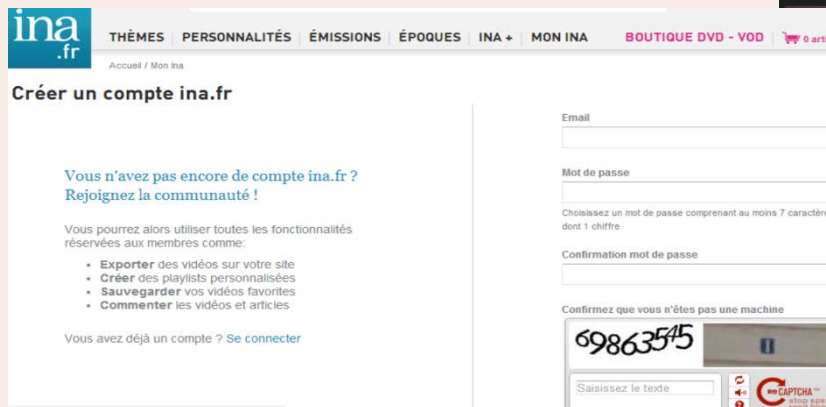 ina
.fr
THÈMES PERSONNALITÉS ÉMISSIONS ÉPOQUES INA + MON INA BOUTIQUE DVD - VOD 0 arti
Accueil / Mon Ina
Créer un compte ina.fr
Vous n'avez pas encore de compte ina.fr ?
Rejoignez la communauté !
Vous pourrez alors utiliser toutes les fonctionnalités
réservées aux membres comme:
Exporter des vidéos sur votre site
Créer des playlists personnalisées
Sauvegarder vos vidéos favorites
Commenter les vidéos et articles
Vous avez déjà un compte ? Se connecter
Email
Mot de passe
Choisissez un mot de passe comprenant au moins 7 caractère
dont 1 chiffre
Confirmation mot de passe
Confirmez que vous n'êtes pas une machine
69863545
Saisissez le texte
reCAPTCHA™